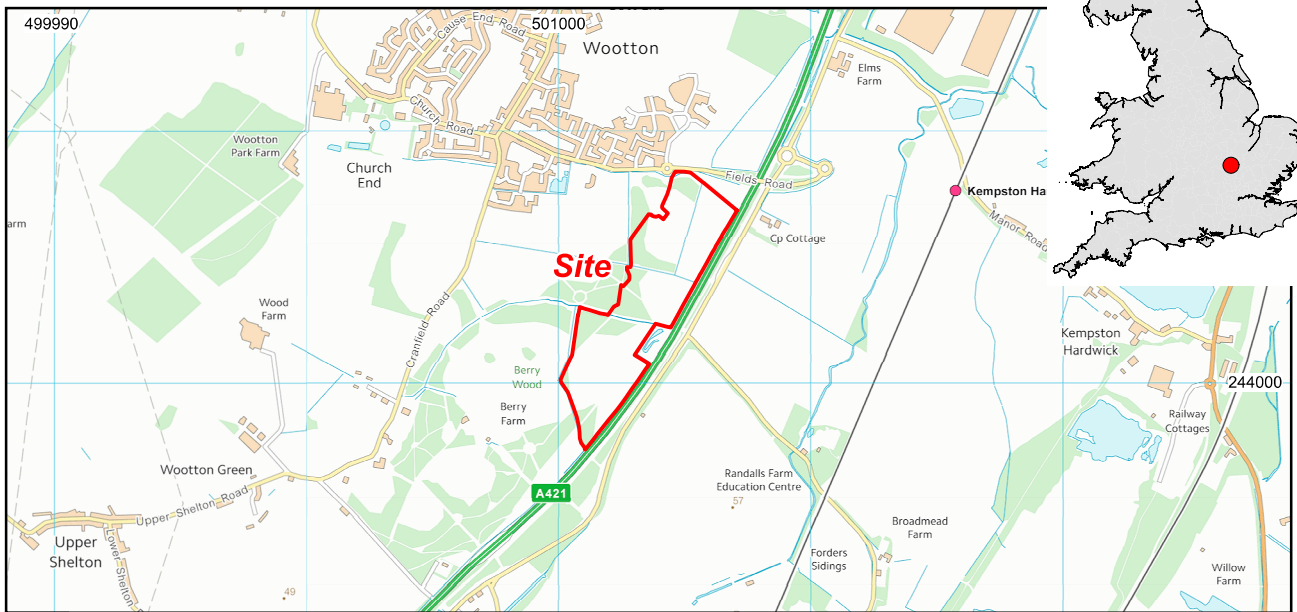 499990
501000
Cause End Road
Wootton
Elms
Farm
Church Road
Wootton
Park Farm
Church
End
Fields Road
Kempston Ha
Manor Road
arm
Cp Cottage
Site
Wood
Farm
Cranfield Road
Kempston
Hardwick
Berry
Wood
244000
Berry
Farm
Railway
Cottages
Wootton Green
Randalls Farm
Education Centre
A421
57
Upper Shelton Road
Broadmead
Farm
Upper
Shelton
Lower Shelton
Forders
Sidings
Willow
Farm
49